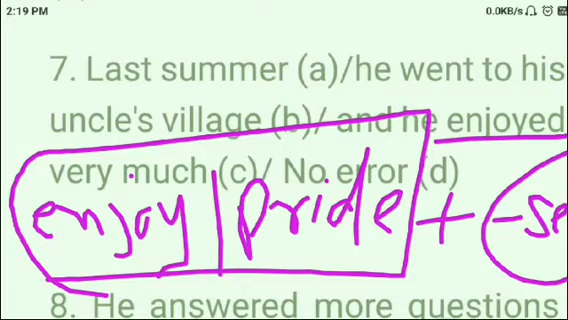 2:19 PM 0.0KB/s
7. Last summer (a)/he went to his
uncle's village (b)/ and he enjoyed
very much (c)/ No error (d)
enjoy | pride + -se
8. He answered more questions